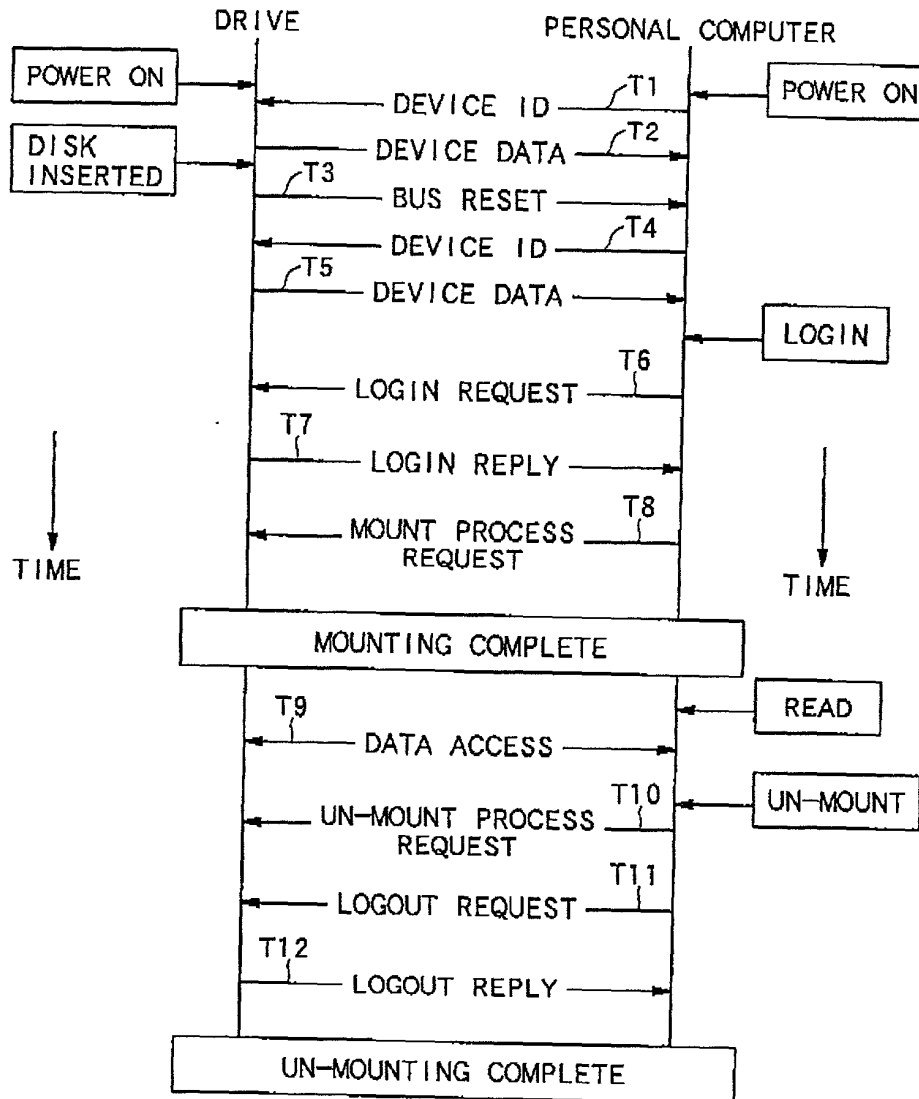 DRIVE
PERSONAL COMPUTER
POWER ON
T1
POWER ON
DEVICE ID
DISK
INSERTED
T2
DEVICE DATA
T3
BUS RESET
T4
DEVICE ID
T5
DEVICE DATA
LOGIN
T6
LOGIN REQUEST
T7
LOGIN REPLY
T8
MOUNT PROCESS
REQUEST
TIME
TIME
MOUNTING COMPLETE
READ
T9
DATA ACCESS
UN-MOUNT
T10
UN-MOUNT PROCESS
REQUEST
T11
LOGOUT REQUEST
T12
LOGOUT REPLY
UN-MOUNTING COMPLETE